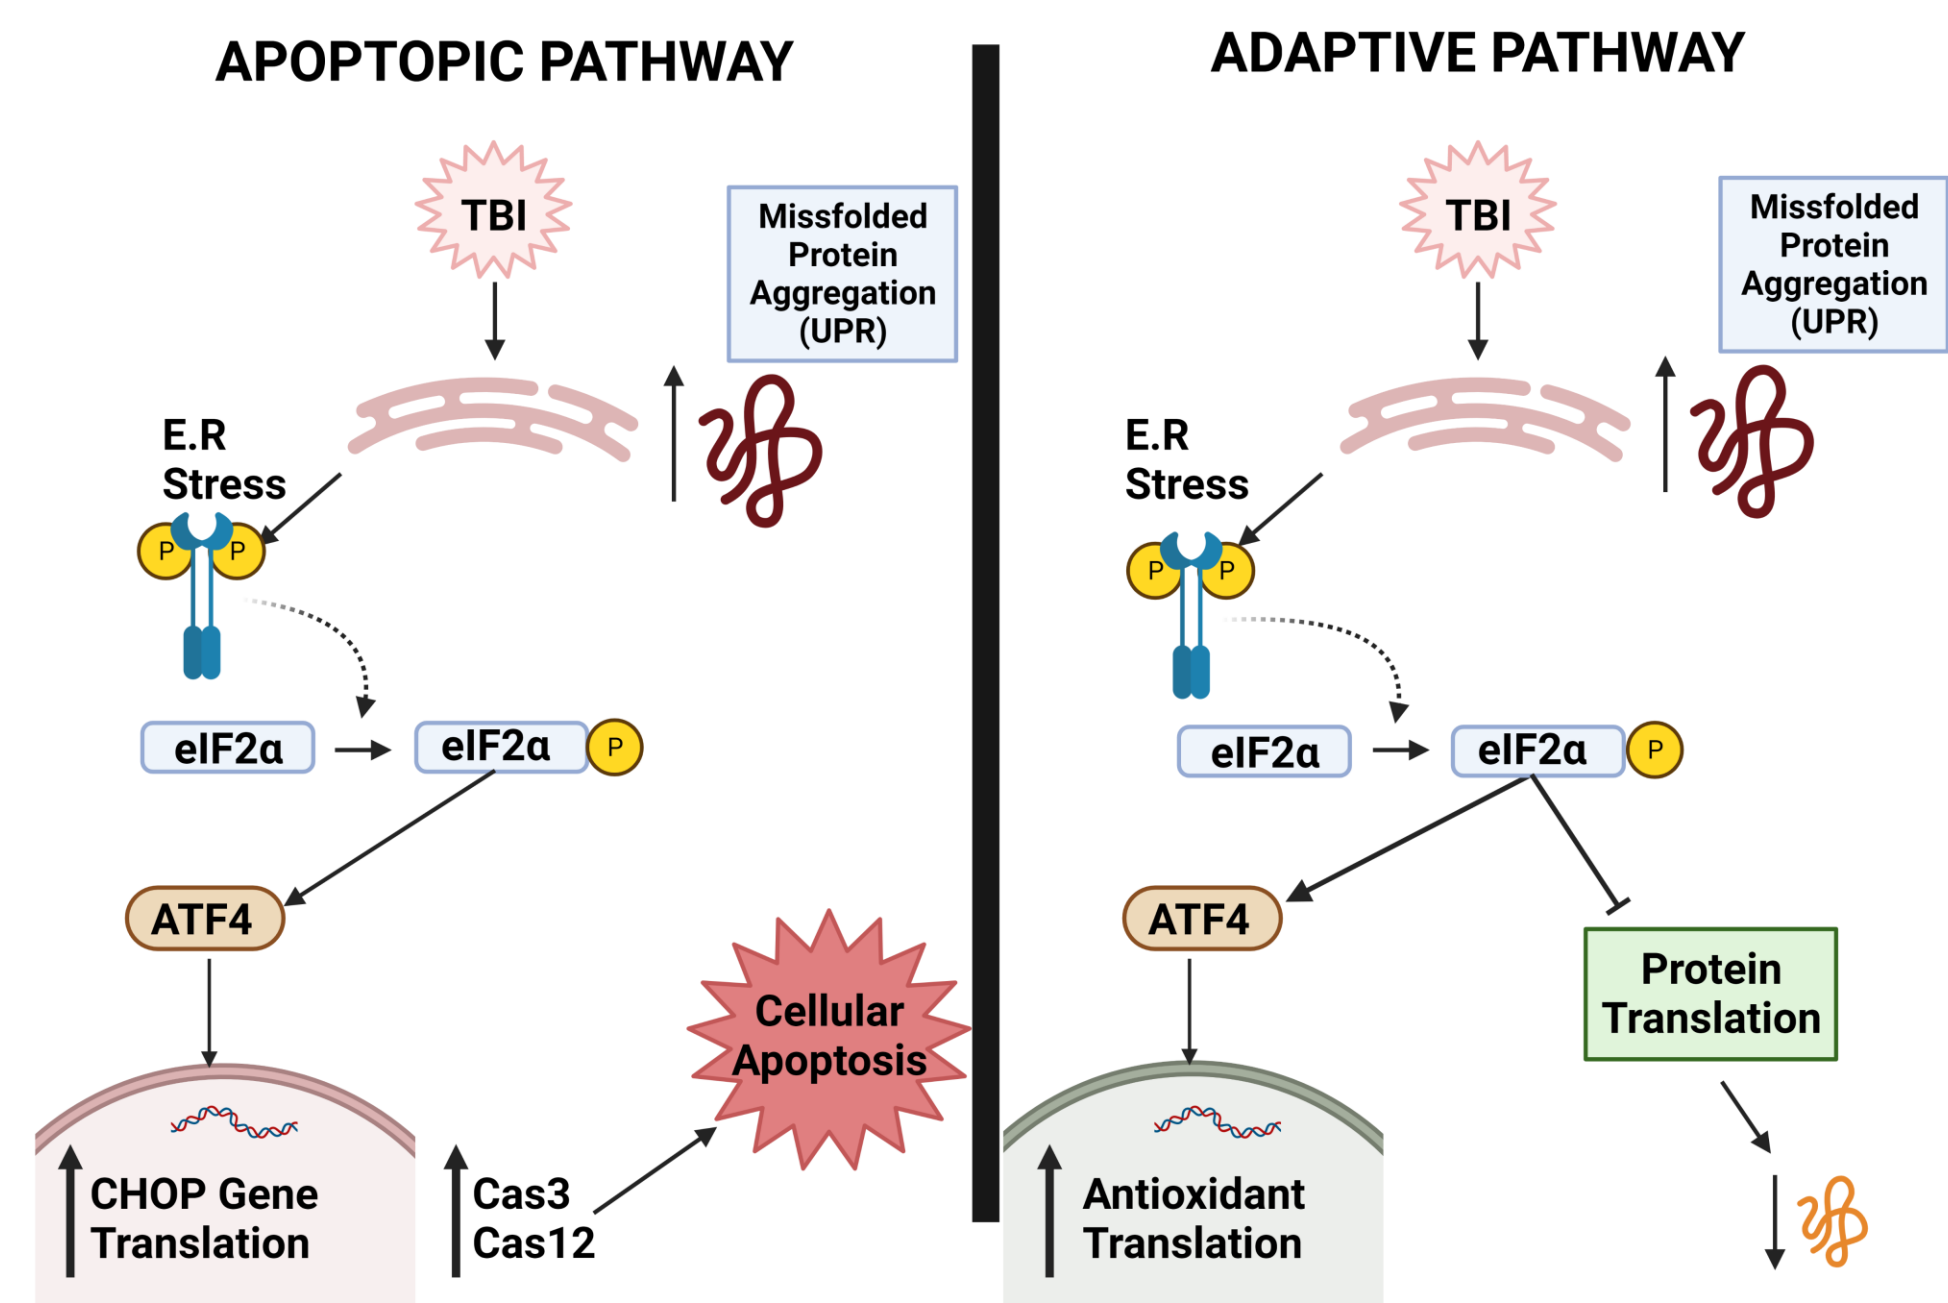 APOPTOPIC PATHWAY
TBI
Missfolded
Protein
Aggregation
(UPR)
E.R
Stress
P
P
eIF2α
eIF2α
P
ATF4
Cellular
Apoptosis
CHOP Gene
Translation
Cas3
Cas12
ADAPTIVE PATHWAY
TBI
Missfolded
Protein
Aggregation
(UPR)
E.R
Stress
P
P
eIF2α
eIF2α
P
ATF4
Protein
Translation
Antioxidant
Translation